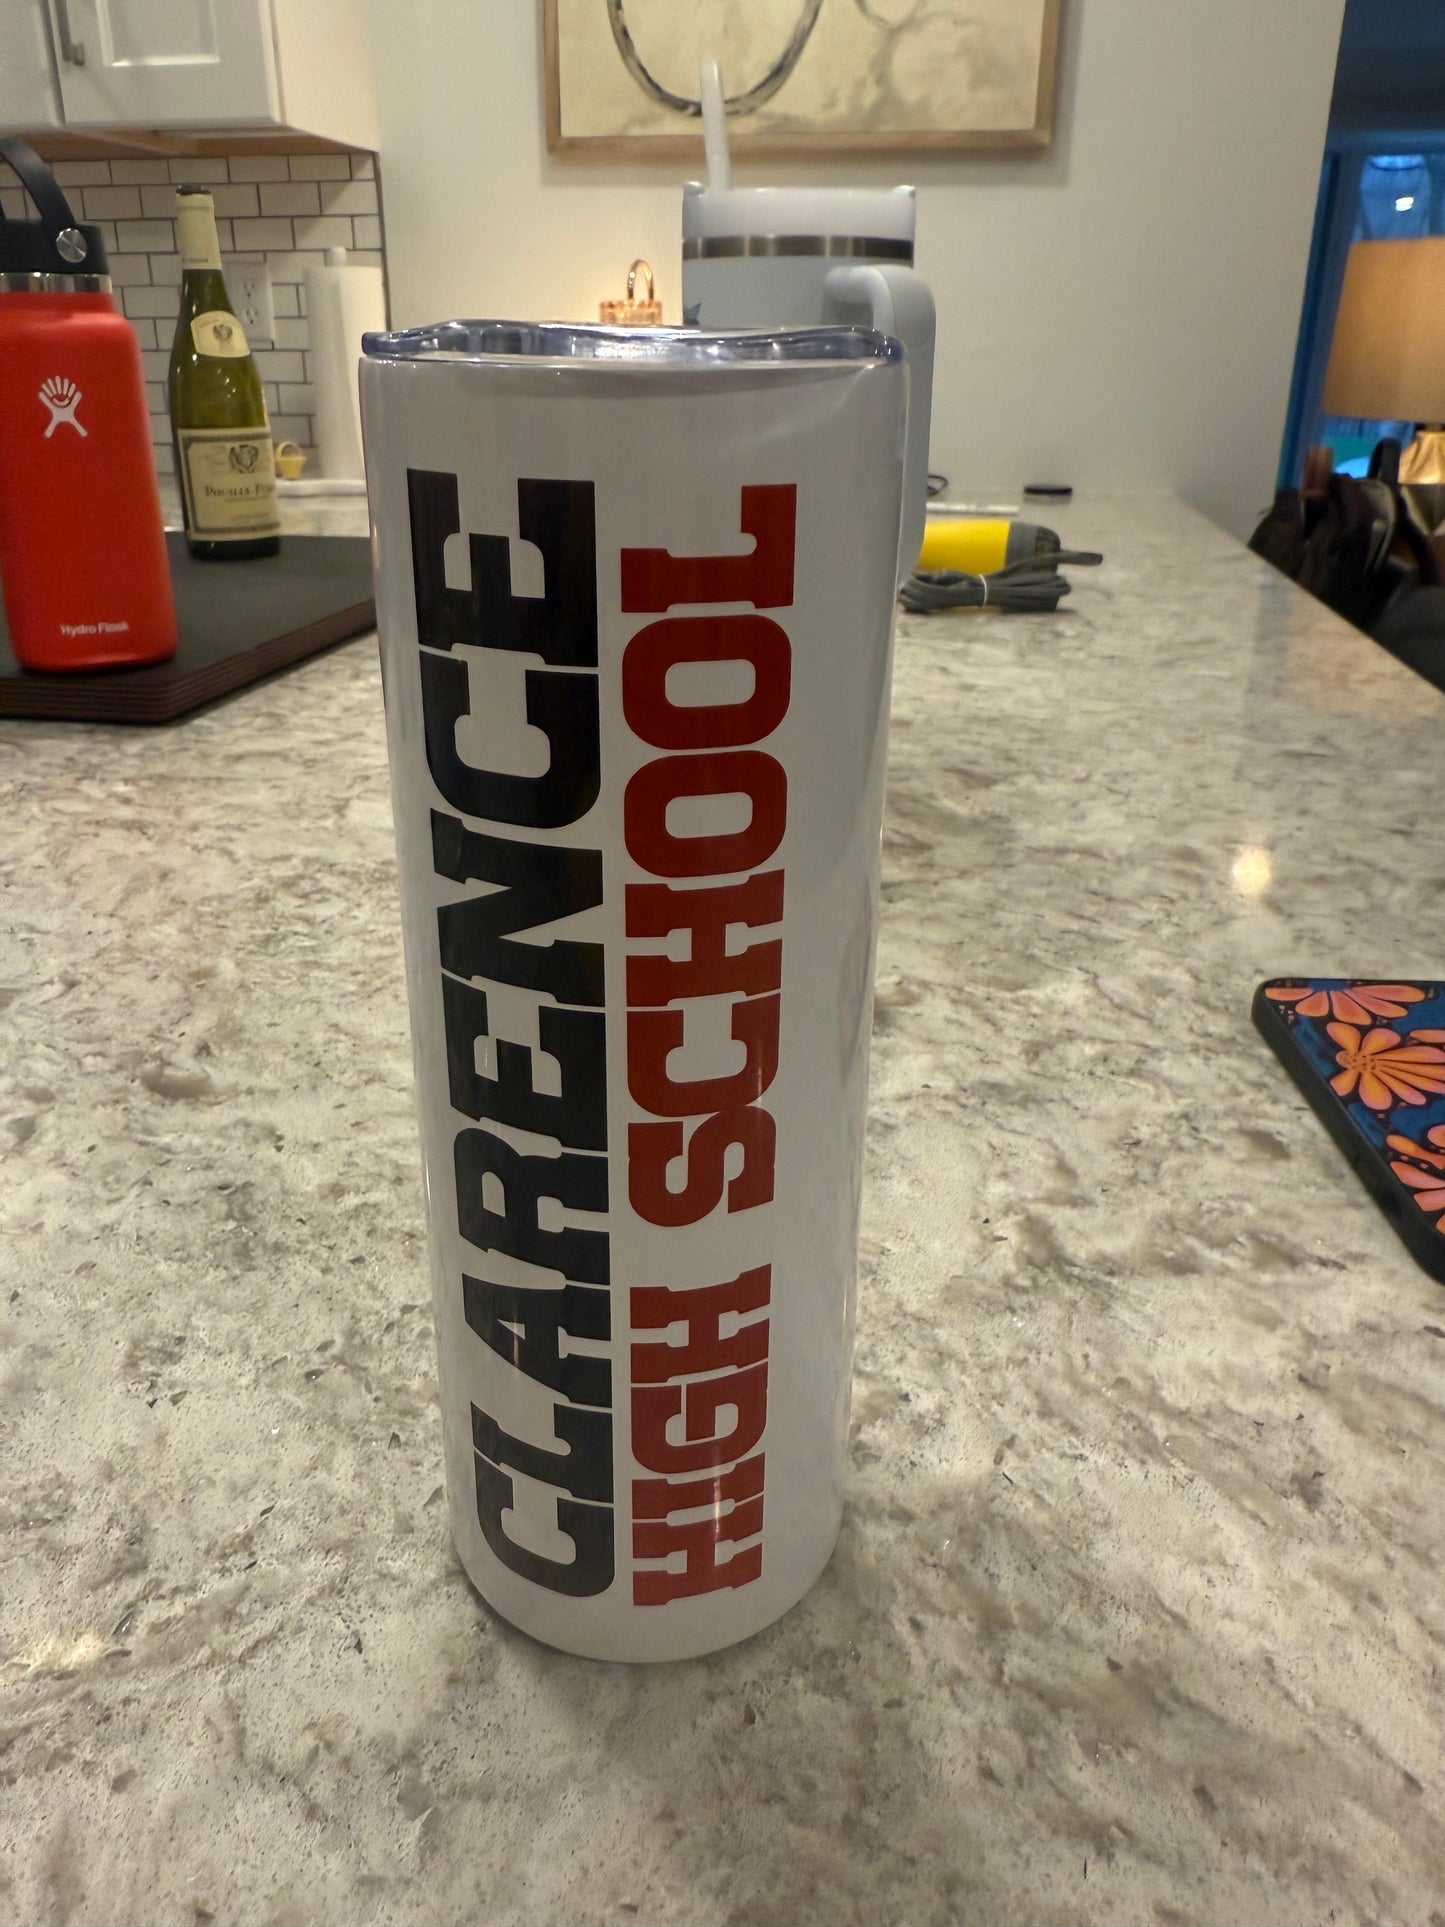 CLARENCE
HIGH SCHOOL
Hydro Flask